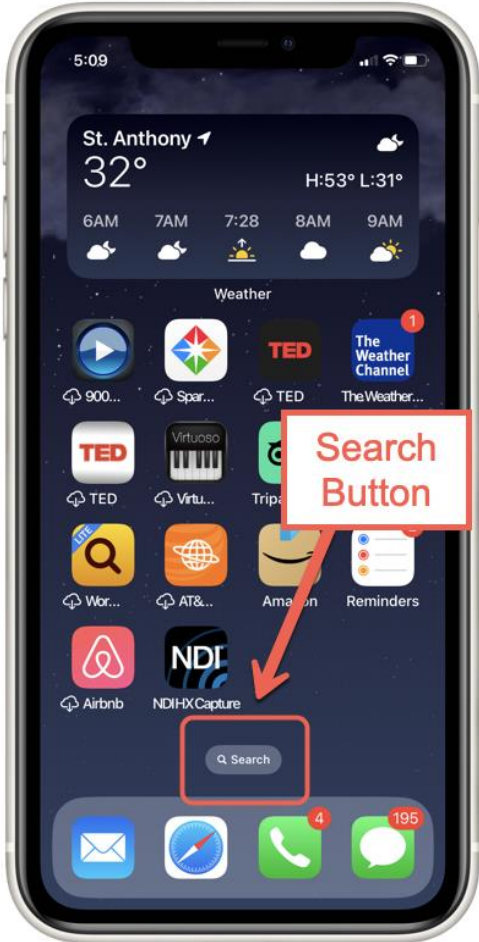 5:09
St. Anthony
32°
H:53° L:31°
6AM 7AM 7:28 8AM 9AM
Weather
TED
The
Weather
Channel
1
900... Spar... TED The Weather...
TED
Virtuoso
Search
Button
TED Virtu... Tripa
LITE
Wor... AT&... Amazon Reminders
NDI
Airbnb NDI HX Capture
Search
4
195